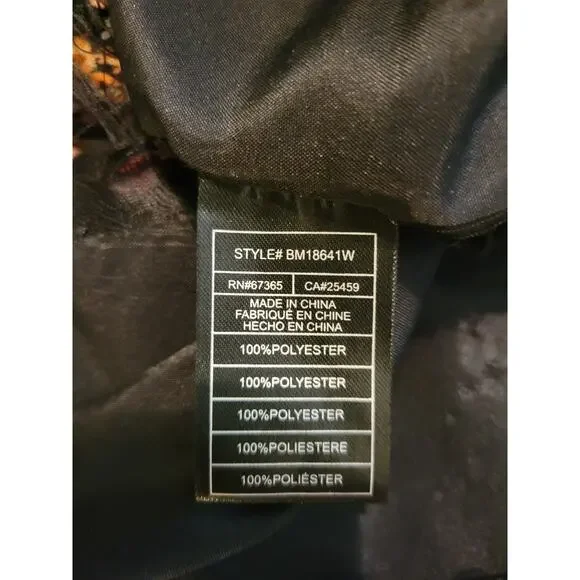 STYLE# BM18641W
RN#67365 CA#25459
MADE IN CHINA
FABRIQUÉ EN CHINE
HECHO EN CHINA
100%POLYESTER
100%POLYESTER
100%POLYESTER
100%POLIESTERE
100%POLIÉSTER